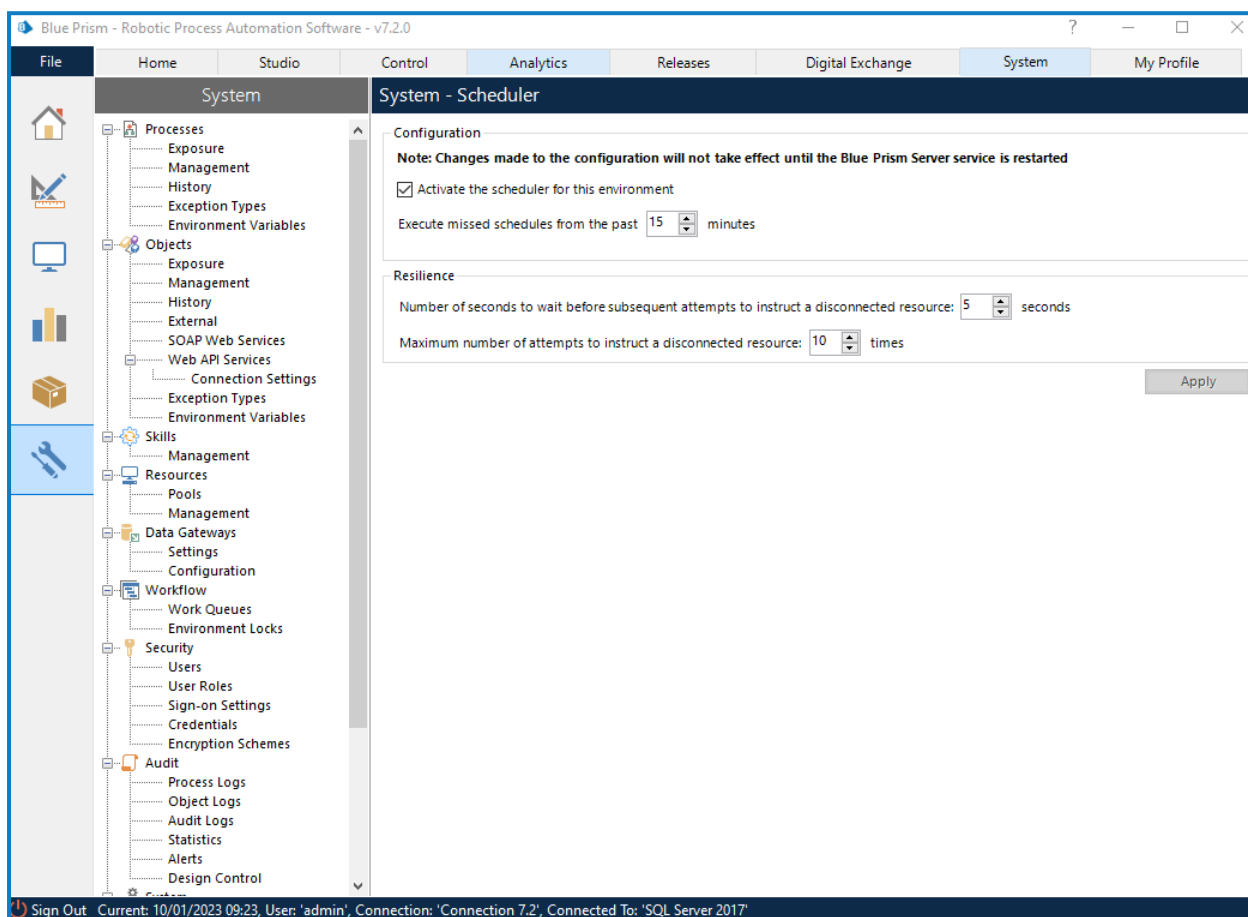 Blue Prism - Robotic Process Automation Software - v7.2.0
?
File Home Studio Control Analytics Releases Digital Exchange System My Profile
System
System - Scheduler
Processes
Exposure
Management
History
Exception Types
Environment Variables
Objects
Exposure
Management
History
External
SOAP Web Services
Web API Services
Connection Settings
Exception Types
Environment Variables
Skills
Management
Resources
Pools
Management
Data Gateways
Settings
Configuration
Workflow
Work Queues
Environment Locks
Security
Users
User Roles
Sign-on Settings
Credentials
Encryption Schemes
Audit
Process Logs
Object Logs
Audit Logs
Statistics
Alerts
Design Control
System
Configuration
Note: Changes made to the configuration will not take effect until the Blue Prism Server service is restarted
Activate the scheduler for this environment
Execute missed schedules from the past 15 minutes
Resilience
Number of seconds to wait before subsequent attempts to instruct a disconnected resource: 5 seconds
Maximum number of attempts to instruct a disconnected resource: 10 times
Apply
Sign Out Current: 10/01/2023 09:23, User: 'admin', Connection: 'Connection 7.2', Connected To: 'SQL Server 2017'